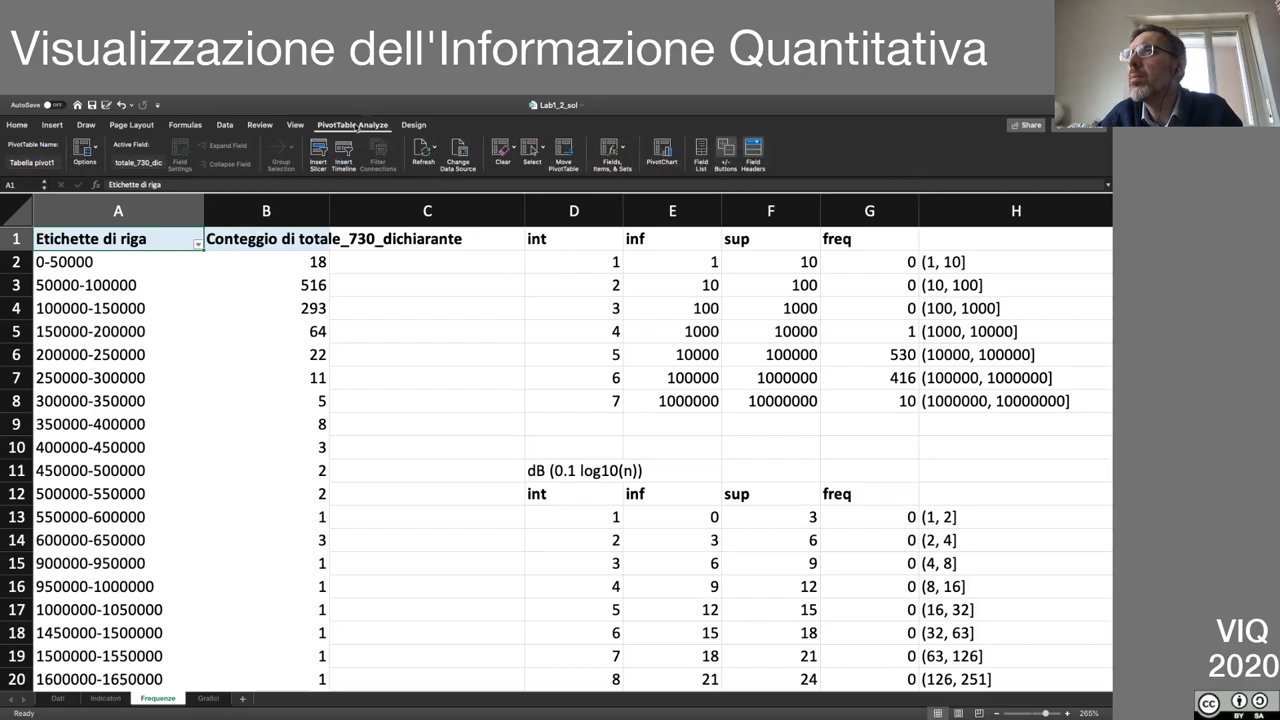 Visualizzazione dell'Informazione Quantitativa
AutoSave OFF
Lab1_2_sol
Home Insert Draw Page Layout Formulas Data Review View PivotTable Analyze Design Share
PivotTable Name:
Tabella pivot1
Options
Active Field:
totale_730_dic
Field Settings
Expand Field
Collapse Field
Group Selection
Insert Slicer
Insert Timeline
Filter Connections
Refresh
Change Data Source
Clear
Select
Move PivotTable
Fields, Items, & Sets
PivotChart
Field List
+/- Buttons
Field Headers
A1 fx Etichette di riga
A B C D E F G H
1 Etichette di riga Conteggio di totale_730_dichiarante int inf sup freq
2 0-50000 18 1 1 10 0 (1, 10]
3 50000-100000 516 2 10 100 0 (10, 100]
4 100000-150000 293 3 100 1000 0 (100, 1000]
5 150000-200000 64 4 1000 10000 1 (1000, 10000]
6 200000-250000 22 5 10000 100000 530 (10000, 100000]
7 250000-300000 11 6 100000 1000000 416 (100000, 1000000]
8 300000-350000 5 7 1000000 10000000 10 (1000000, 10000000]
9 350000-400000 8
10 400000-450000 3
11 450000-500000 2 dB (0.1 log10(n))
12 500000-550000 2 int inf sup freq
13 550000-600000 1 1 0 3 0 (1, 2]
14 600000-650000 3 2 3 6 0 (2, 4]
15 900000-950000 1 3 6 9 0 (4, 8]
16 950000-1000000 1 4 9 12 0 (8, 16]
17 1000000-1050000 1 5 12 15 0 (16, 32]
18 1450000-1500000 1 6 15 18 0 (32, 63]
19 1500000-1550000 1 7 18 21 0 (63, 126]
20 1600000-1650000 1 8 21 24 0 (126, 251]
Dati Indicatori Frequenze Grafici +
Ready
265%
VIQ
2020
CC
BY SA